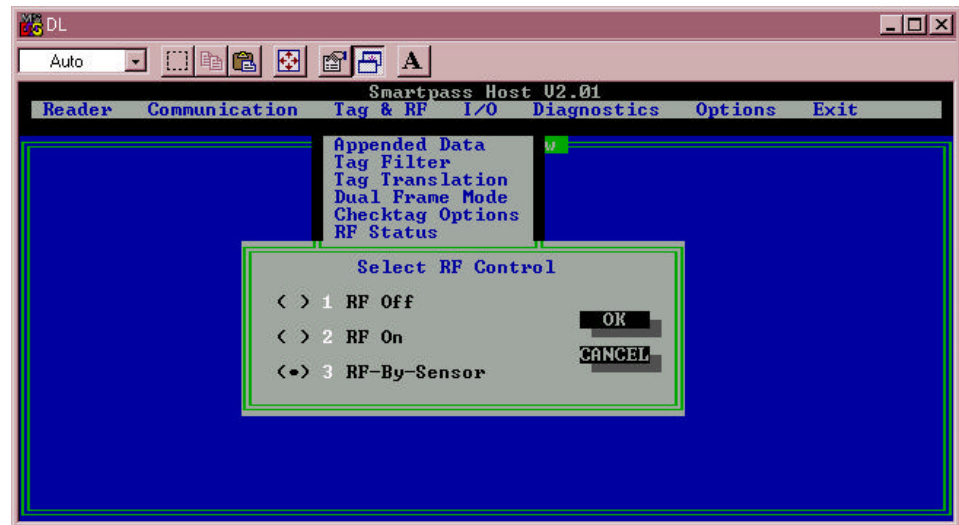 DL
Auto
A
Smartpass Host V2.01
Reader Communication Tag & RF I/O Diagnostics Options Exit
Appended Data
w
Tag Filter
Tag Translation
Dual Frame Mode
Checktag Options
RF Status
Select RF Control
( ) 1 RF Off
( ) 2 RF On
(•) 3 RF-By-Sensor
OK
CANCEL